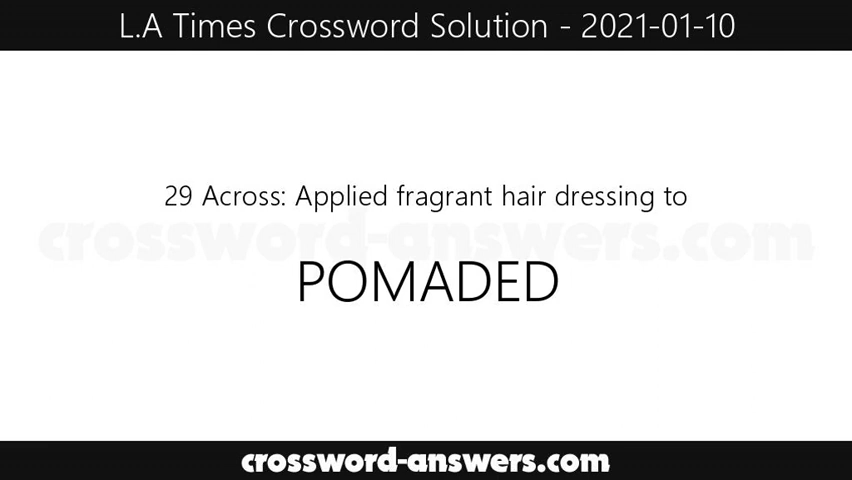 L.A Times Crossword Solution - 2021-01-10
29 Across: Applied fragrant hair dressing to
crossword-answers.com
POMADED
crossword-answers.com